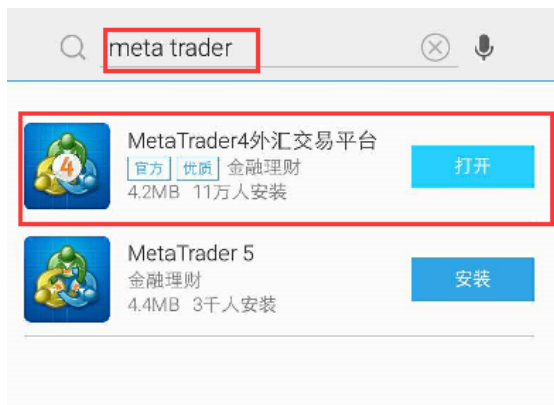 meta trader
MetaTrader4外汇交易平台
官方 优质 金融理财
4.2MB 11万人安装
打开
MetaTrader 5
金融理财
4.4MB 3千人安装
安装